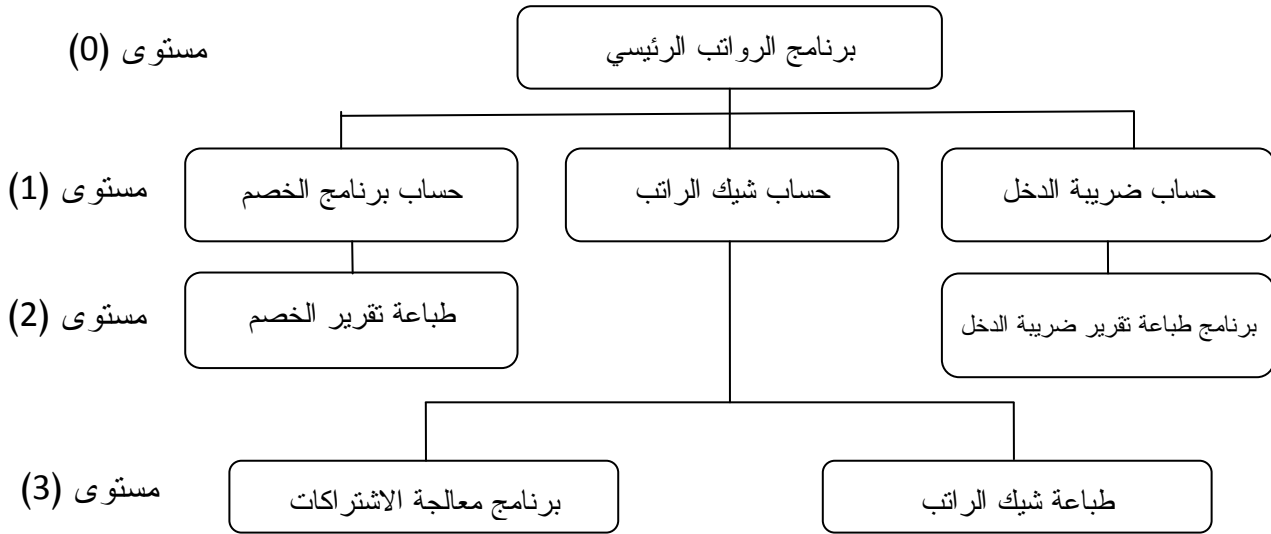 برنامج الرواتب الرئيسي
مستوى (0)
حساب ضريبة الدخل
حساب شيك الراتب
حساب برنامج الخصم
مستوى (1)
برنامج طباعة تقرير ضريبة الدخل
طباعة تقرير الخصم
مستوى (2)
طباعة شيك الراتب
برنامج معالجة الاشتراكات
مستوى (3)